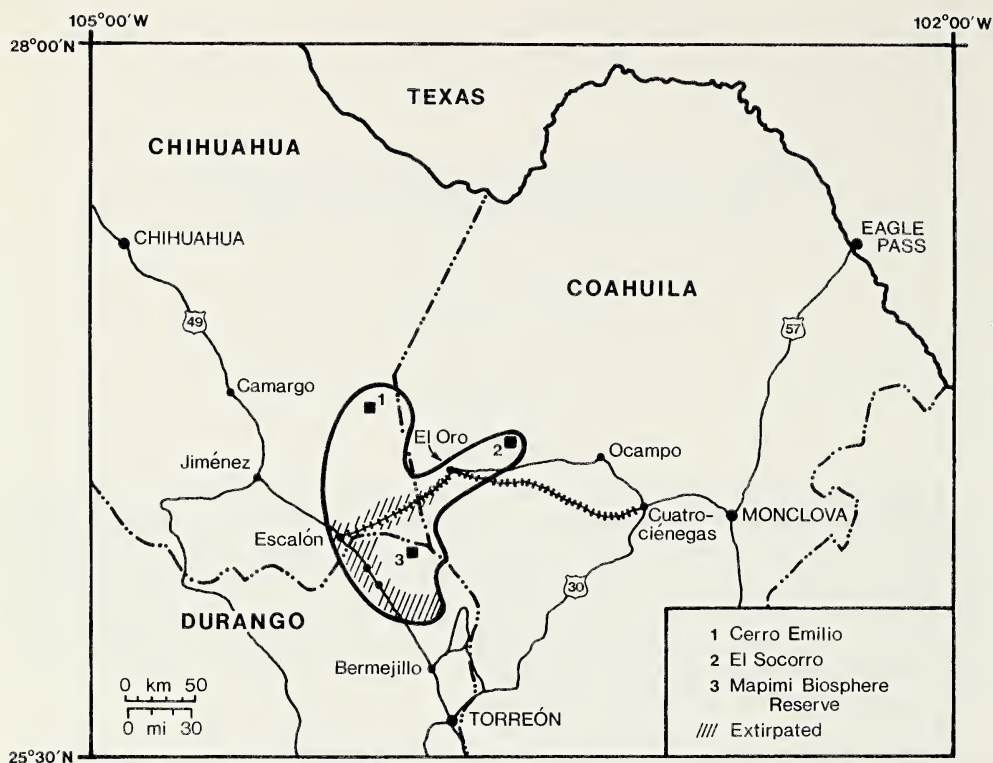 105°00′W
102°00′W
28°00′N
TEXAS
CHIHUAHUA
CHIHUAHUA
EAGLE
PASS
COAHUILA
49
57
Camargo
1
El Oro
2
Ocampo
Jiménez
Escalón
Cuatro-
ciénegas
MONCLOVA
3
30
DURANGO
Bermejillo
TORREÓN
0 km 50
0 mi 30
1 Cerro Emilio
2 El Socorro
3 Mapimi Biosphere
Reserve
//// Extirpated
25°30′N